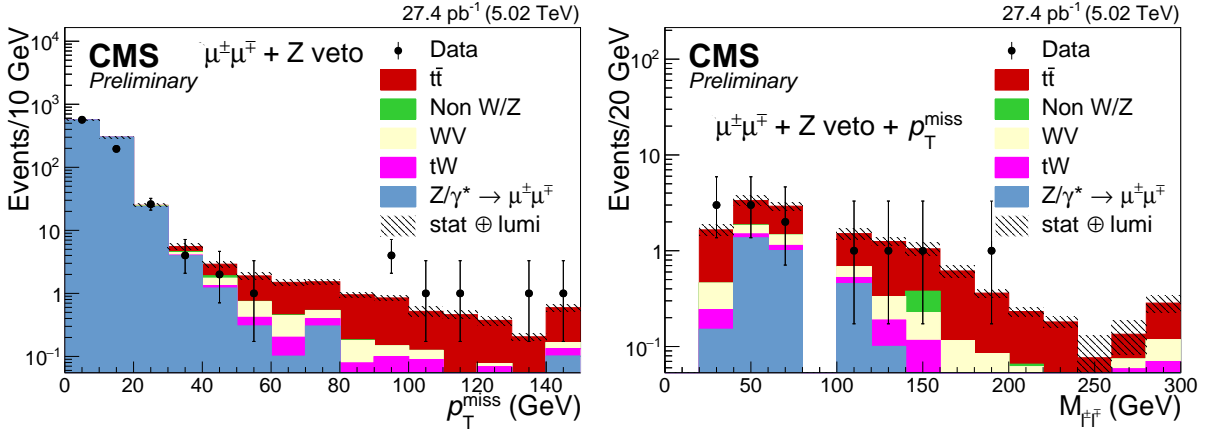 27.4 pb⁻¹ (5.02 TeV)
CMS
Preliminary
μ±μ∓ + Z veto
Data
tt̄
Non W/Z
WV
tW
Z/γ* → μ±μ∓
stat ⊕ lumi
Events/10 GeV
10⁴
10³
10²
10
1
10⁻¹
0 20 40 60 80 100 120 140
p_T^miss (GeV)
27.4 pb⁻¹ (5.02 TeV)
CMS
Preliminary
μ±μ∓ + Z veto + p_T^miss
Data
tt̄
Non W/Z
WV
tW
Z/γ* → μ±μ∓
stat ⊕ lumi
Events/20 GeV
10²
10
1
10⁻¹
0 50 100 150 200 250 300
M_l±l∓ (GeV)